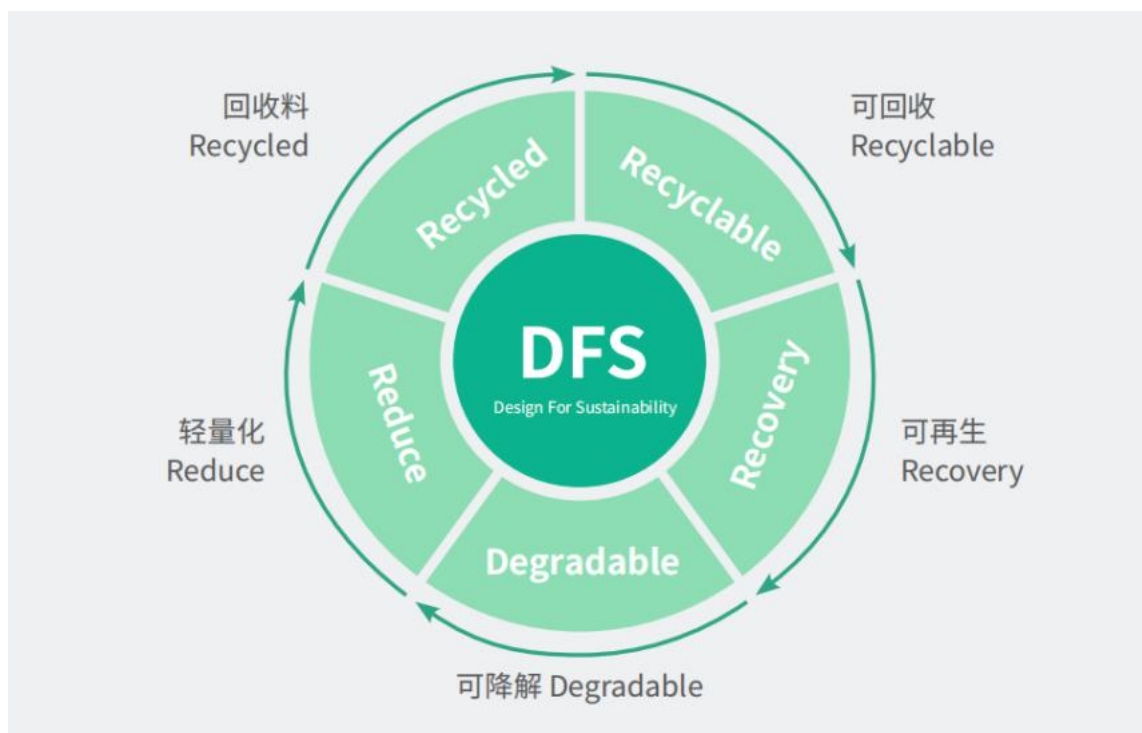 回收料
Recycled
可回收
Recyclable
Recycled
Recyclable
DFS
Design For Sustainability
Reduce
Recovery
轻量化
Reduce
可再生
Recovery
Degradable
可降解 Degradable